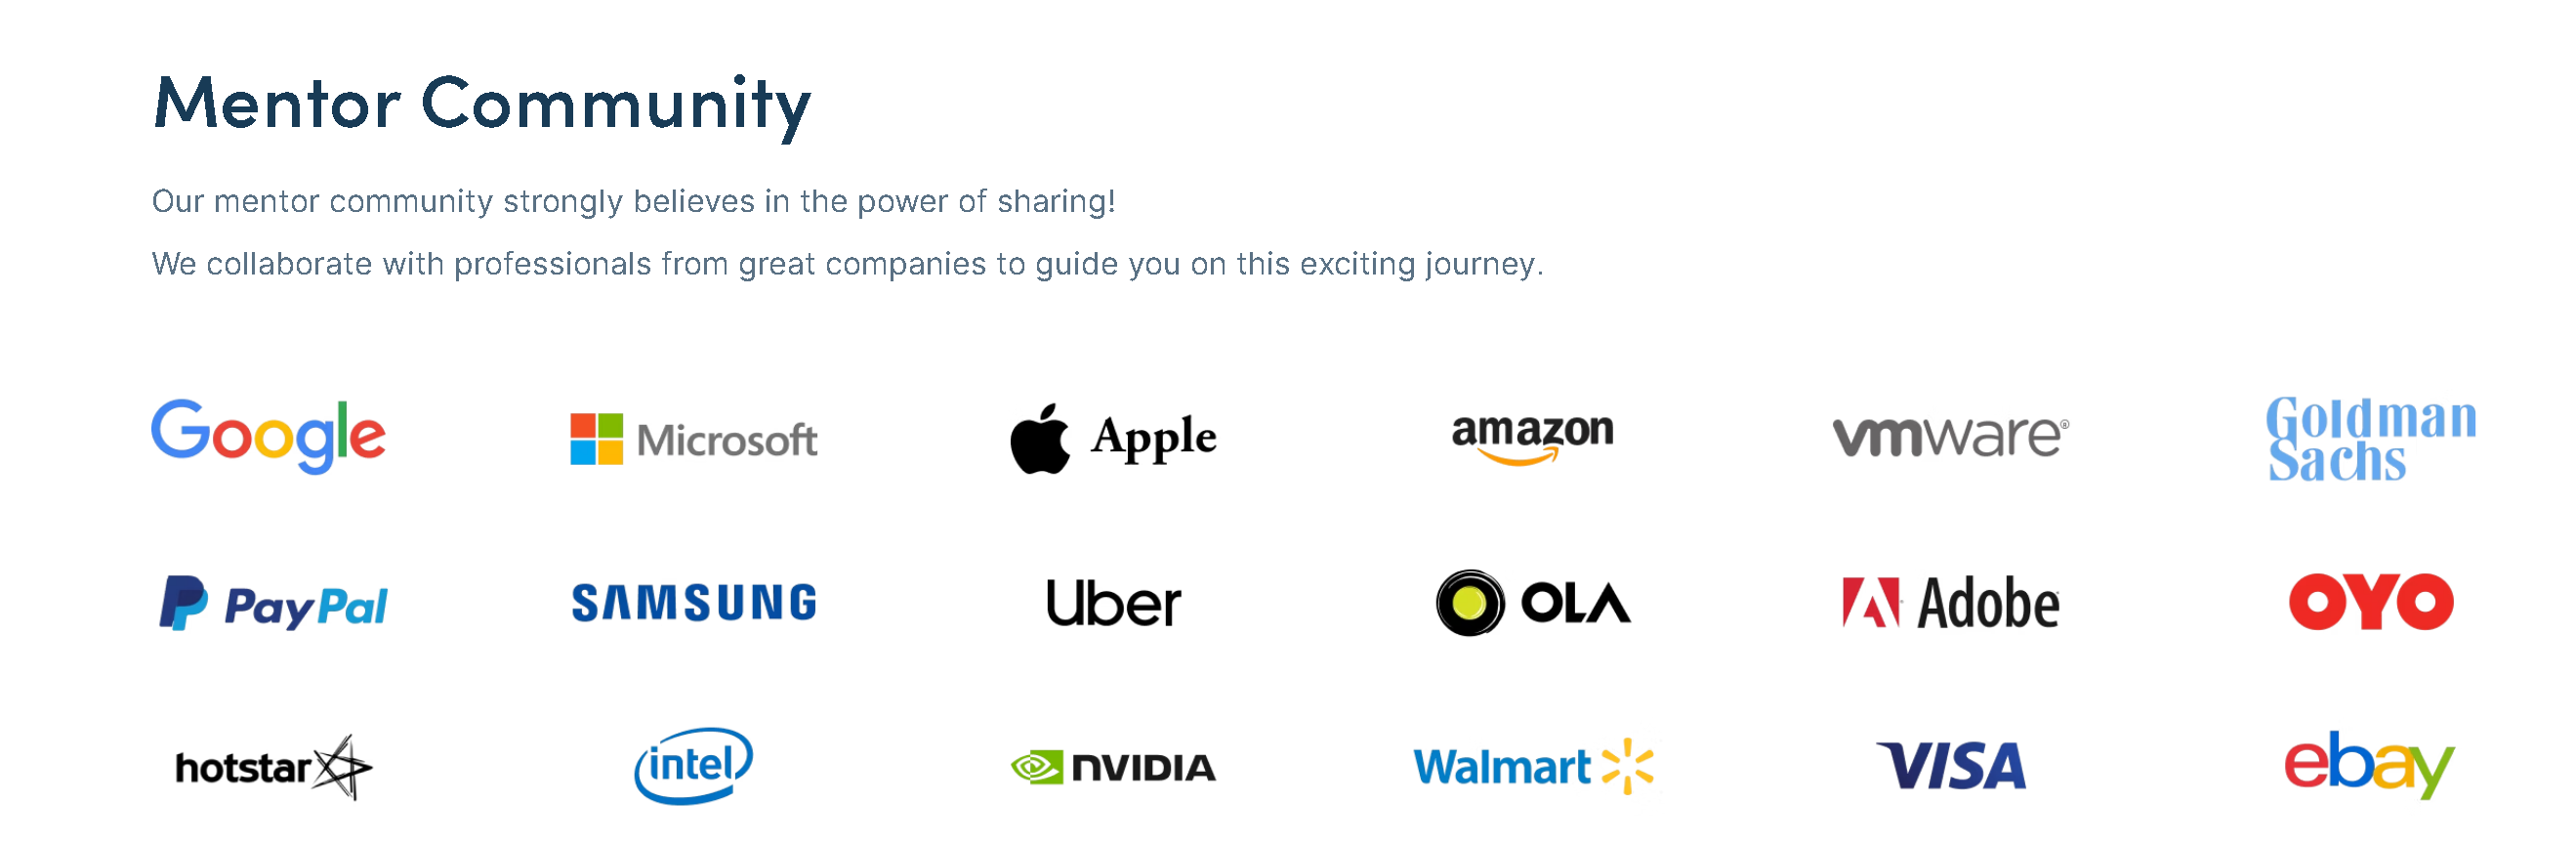 Mentor Community
Our mentor community strongly believes in the power of sharing!
We collaborate with professionals from great companies to guide you on this exciting journey.
Google Microsoft Apple amazon vmware® Goldman Sachs
PayPal SAMSUNG Uber OLA Adobe OYO
hotstar intel NVIDIA Walmart VISA ebay